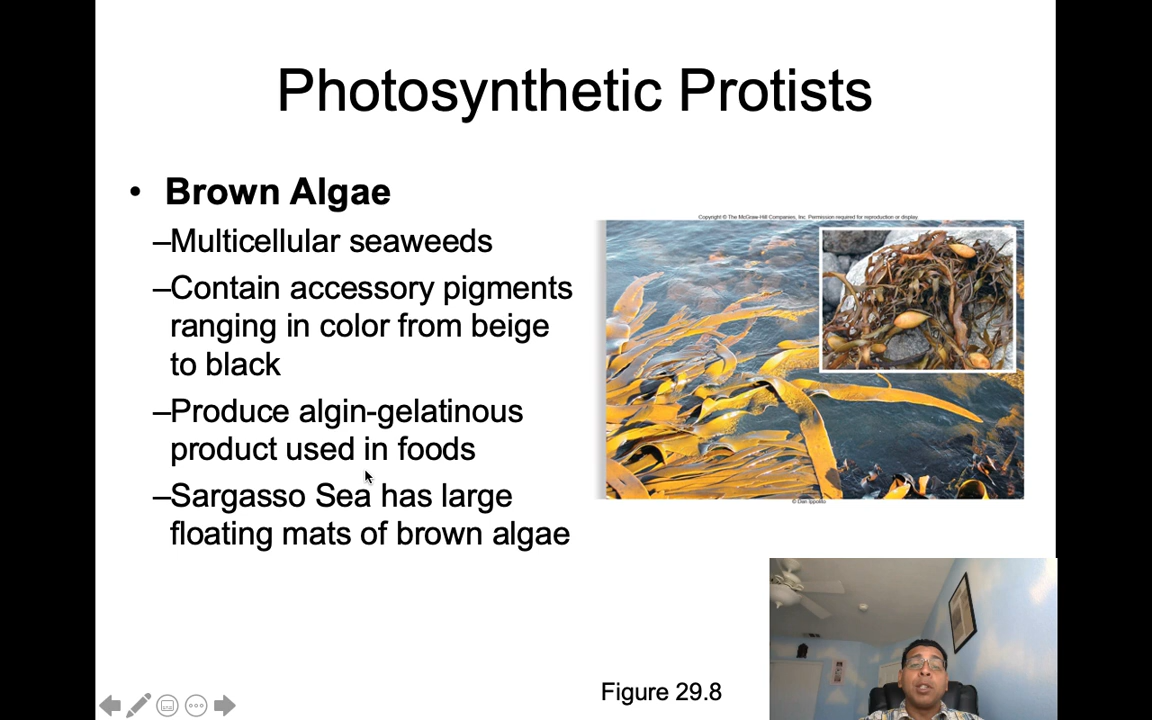 Photosynthetic Protists
• Brown Algae
–Multicellular seaweeds
–Contain accessory pigments
ranging in color from beige
to black
–Produce algin-gelatinous
product used in foods
–Sargasso Sea has large
floating mats of brown algae
Copyright © The McGraw-Hill Companies, Inc. Permission required for reproduction or display.
© Dan Ippolito
Figure 29.8